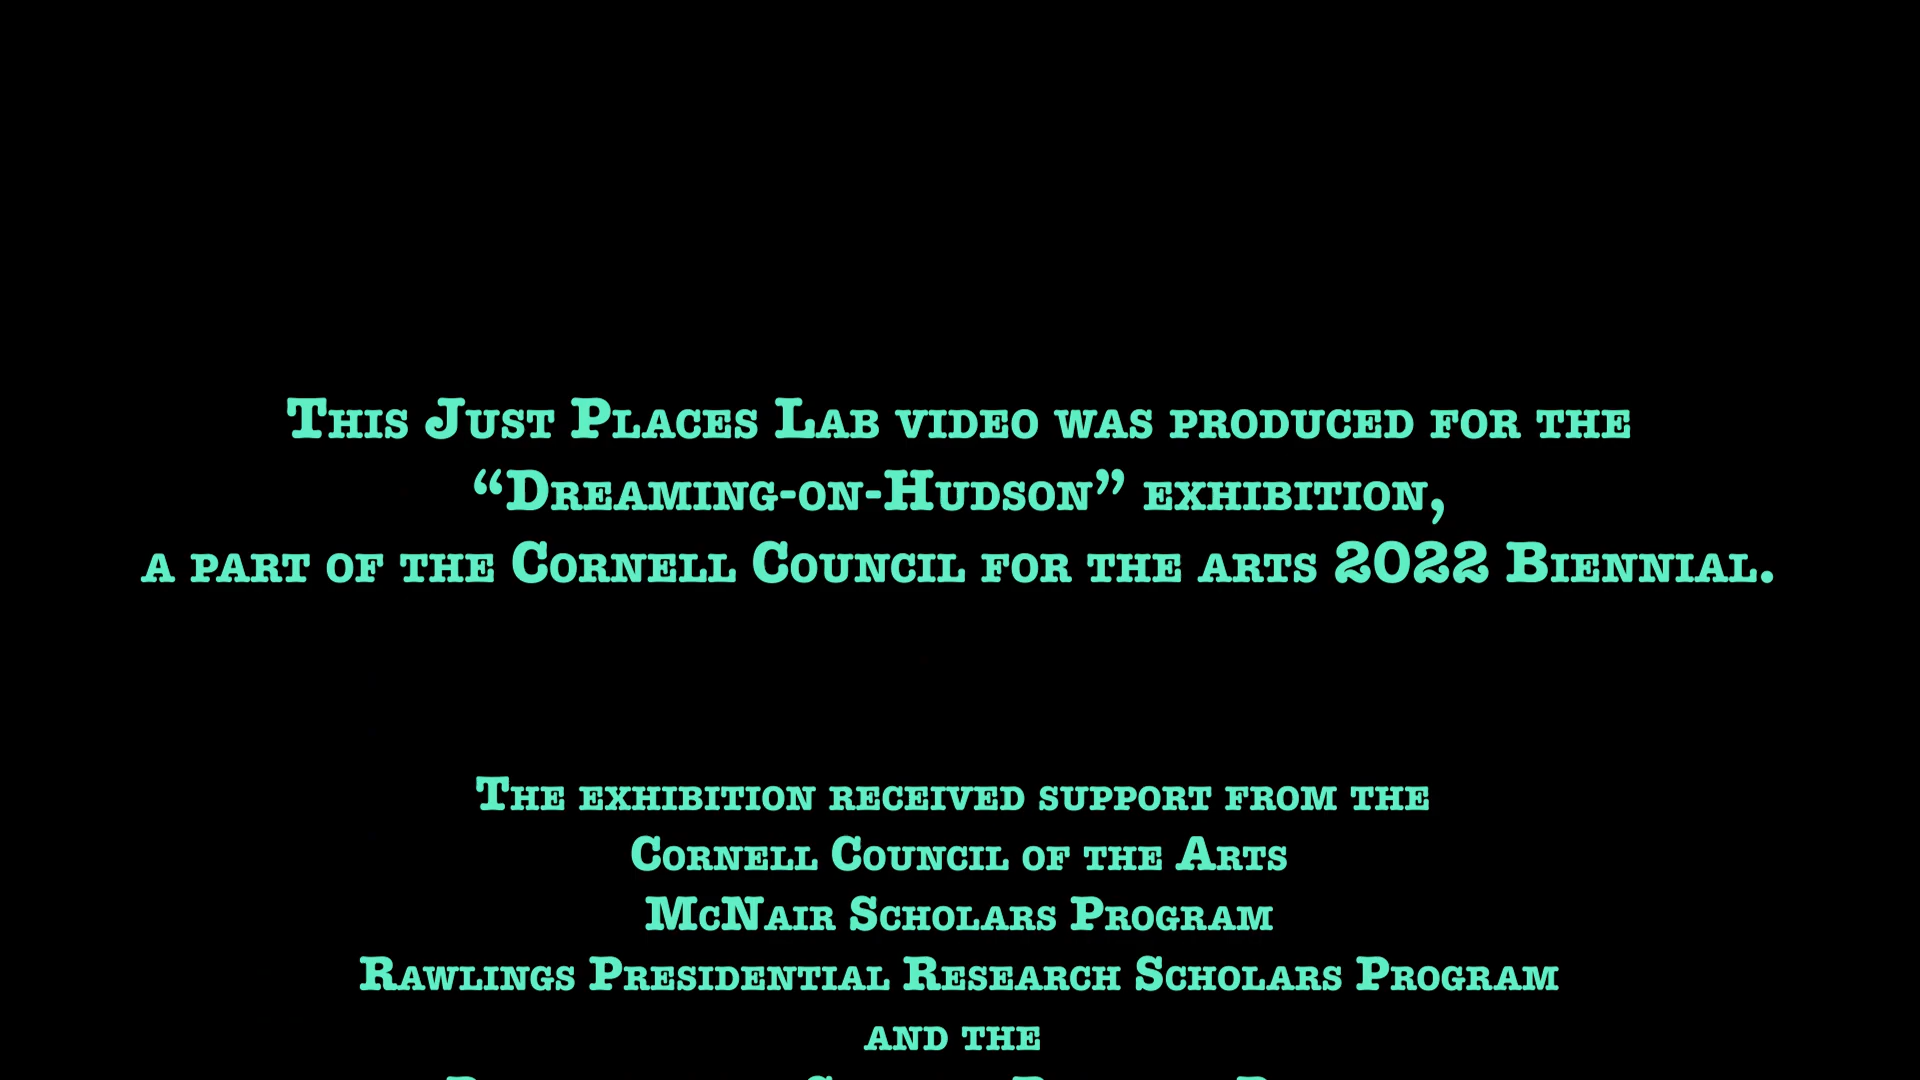 This Just Places Lab video was produced for the
“Dreaming-on-Hudson” exhibition,
a part of the Cornell Council for the arts 2022 Biennial.
The exhibition received support from the
Cornell Council of the Arts
McNair Scholars Program
Rawlings Presidential Research Scholars Program
and the